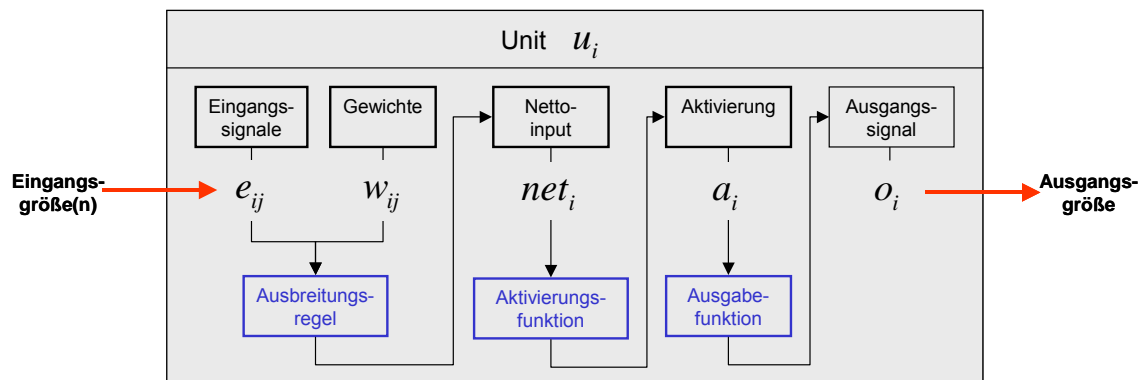 Unit u_i
Eingangs-
signale
Gewichte
Netto-
input
Aktivierung
Ausgangs-
signal
Eingangs-
größe(n)
e_ij
w_ij
net_i
a_i
o_i
Ausgangs-
größe
Ausbreitungs-
regel
Aktivierungs-
funktion
Ausgabe-
funktion